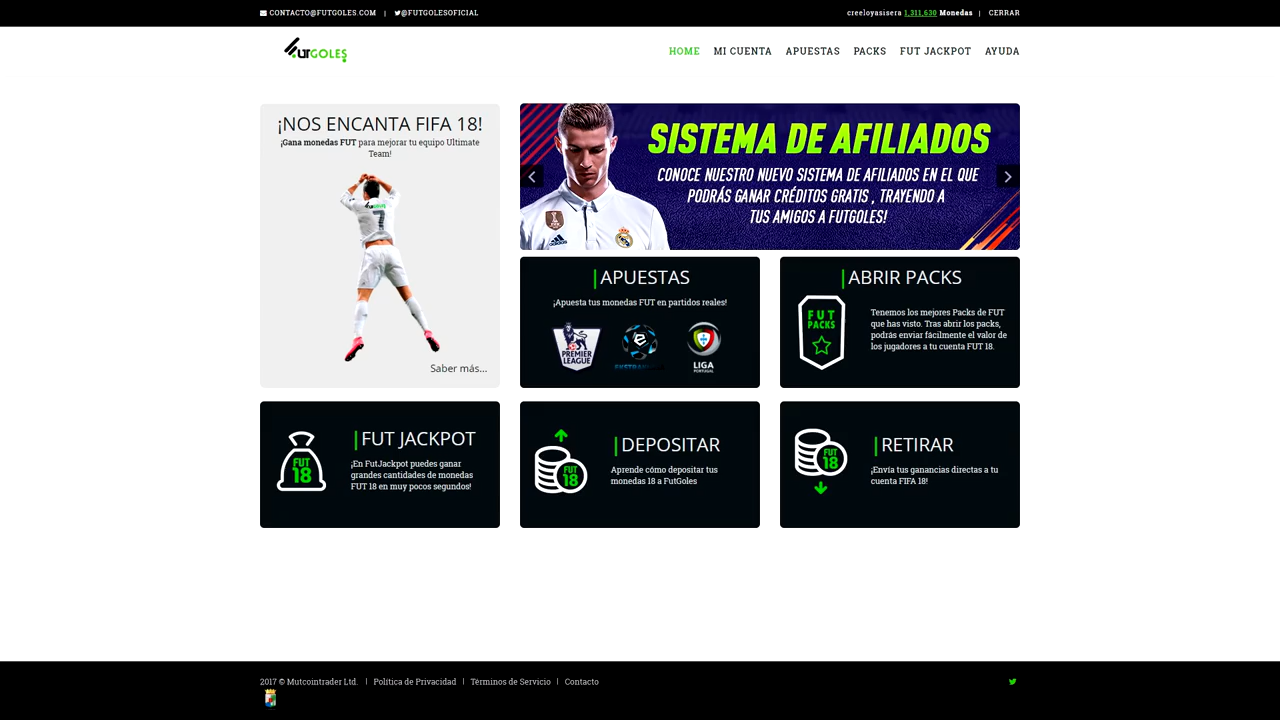 CONTACTO@FUTGOLES.COM | @FUTGOLESOFICIAL
creeloyasisera 1,311,630 Monedas | CERRAR
FUTGOLES
HOME MI CUENTA APUESTAS PACKS FUT JACKPOT AYUDA
¡NOS ENCANTA FIFA 18!
¡Gana monedas FUT para mejorar tu equipo Ultimate
Team!
7
Saber más...
SISTEMA DE AFILIADOS
CONOCE NUESTRO NUEVO SISTEMA DE AFILIADOS EN EL QUE
PODRÁS GANAR CRÉDITOS GRATIS , TRAYENDO A
TUS AMIGOS A FUTGOLES!
adidas
|APUESTAS
¡Apuesta tus monedas FUT en partidos reales!
PREMIER
LEAGUE
LIGA
PORTUGAL
|ABRIR PACKS
FUT
PACKS
Tenemos los mejores Packs de FUT
que has visto. Tras abrir los packs,
podrás enviar fácilmente el valor de
los jugadores a tu cuenta FUT 18.
|FUT JACKPOT
FUT
18
¡En FutJackpot puedes ganar
grandes cantidades de monedas
FUT 18 en muy pocos segundos!
|DEPOSITAR
FUT
18
Aprende cómo depositar tus
monedas 18 a FutGoles
|RETIRAR
FUT
18
¡Envía tus ganancias directas a tu
cuenta FIFA 18!
2017 © Mutcointrader Ltd. | Política de Privacidad | Términos de Servicio | Contacto